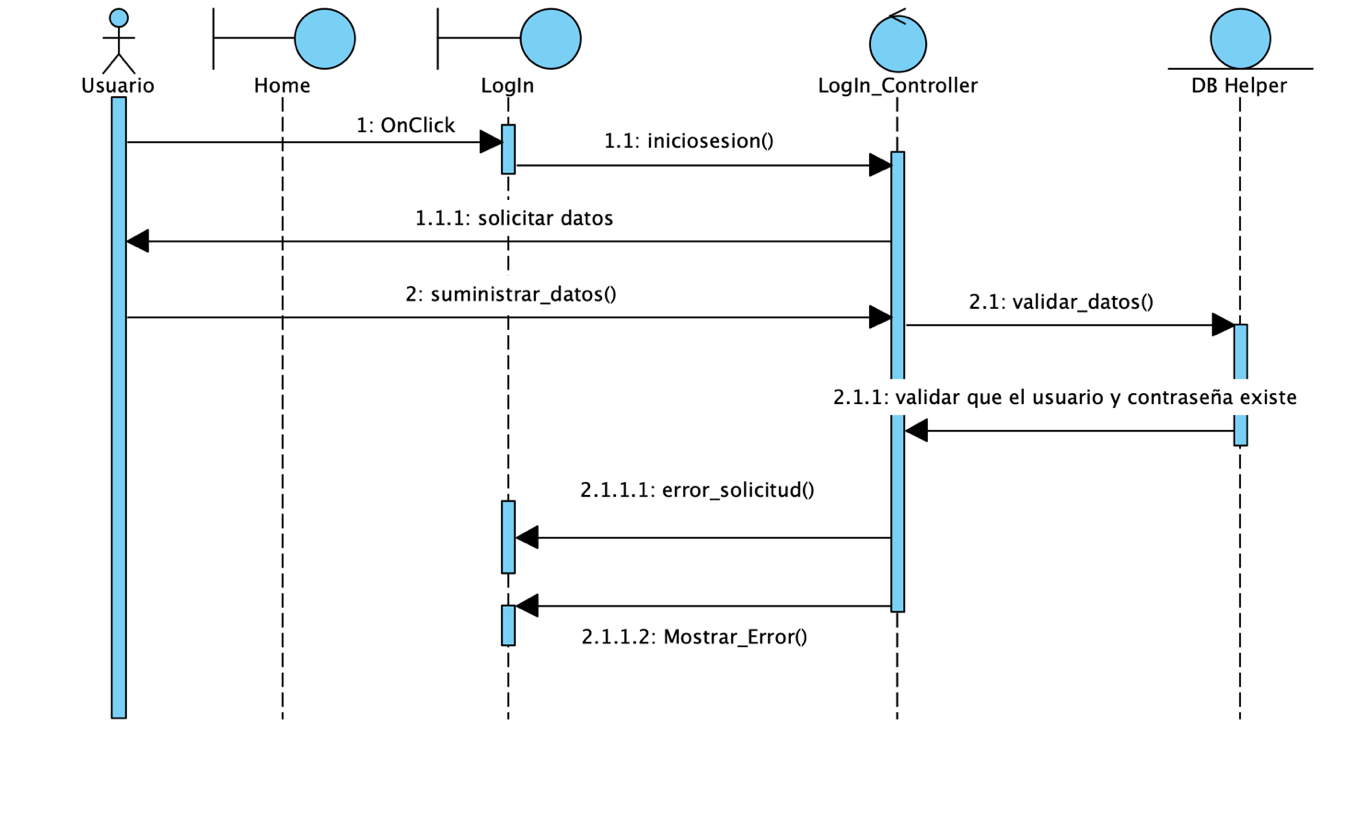 Usuario
Home
LogIn
LogIn_Controller
DB Helper
1: OnClick
1.1: iniciosesion()
1.1.1: solicitar datos
2: suministrar_datos()
2.1: validar_datos()
2.1.1: validar que el usuario y contraseña existe
2.1.1.1: error_solicitud()
2.1.1.2: Mostrar_Error()